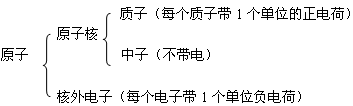 质子（每个质子带 1 个单位的正电荷）
原子核
中子（不带电）
原子
核外电子（每个电子带 1 个单位负电荷）